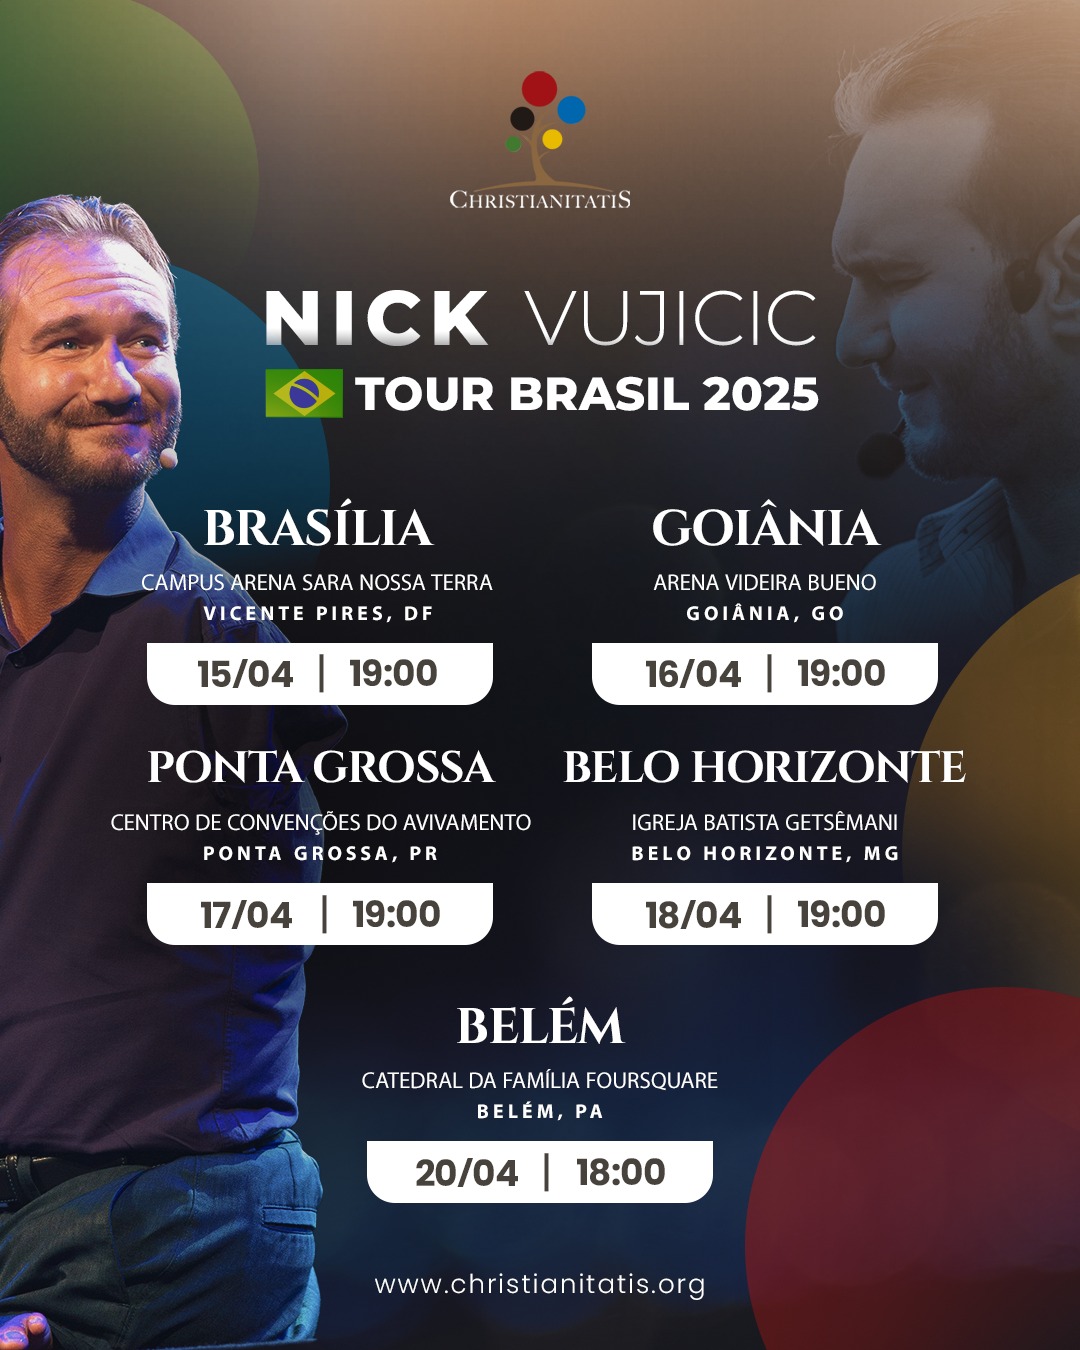 CHRISTIANITATIS
NICK VUJICIC
TOUR BRASIL 2025
BRASÍLIA
CAMPUS ARENA SARA NOSSA TERRA
VICENTE PIRES, DF
15/04 | 19:00
GOIÂNIA
ARENA VIDEIRA BUENO
GOIÂNIA, GO
16/04 | 19:00
PONTA GROSSA
CENTRO DE CONVENÇÕES DO AVIVAMENTO
PONTA GROSSA, PR
17/04 | 19:00
BELO HORIZONTE
IGREJA BATISTA GETSÊMANI
BELO HORIZONTE, MG
18/04 | 19:00
BELÉM
CATEDRAL DA FAMÍLIA FOURSQUARE
BELÉM, PA
20/04 | 18:00
www.christianitatis.org